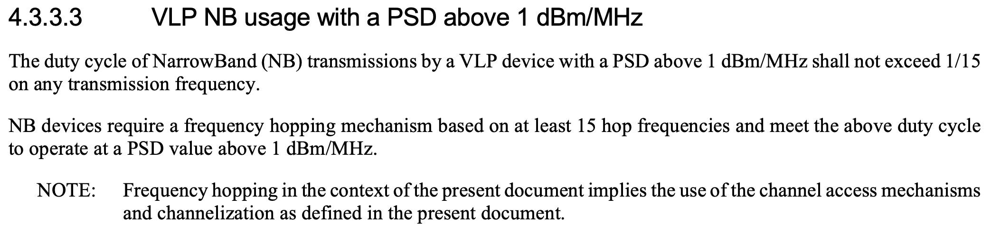 4.3.3.3 VLP NB usage with a PSD above 1 dBm/MHz
The duty cycle of NarrowBand (NB) transmissions by a VLP device with a PSD above 1 dBm/MHz shall not exceed 1/15
on any transmission frequency.
NB devices require a frequency hopping mechanism based on at least 15 hop frequencies and meet the above duty cycle
to operate at a PSD value above 1 dBm/MHz.
NOTE: Frequency hopping in the context of the present document implies the use of the channel access mechanisms
and channelization as defined in the present document.